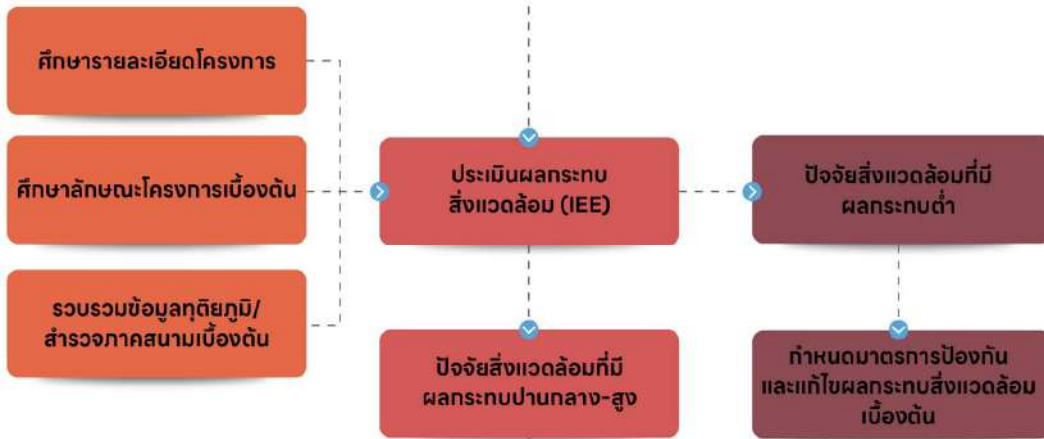 ศึกษารายละเอียดโครงการ
ศึกษาลักษณะโครงการเบื้องต้น
รวบรวมข้อมูลทุติยภูมิ/
สำรวจภาคสนามเบื้องต้น
ประเมินผลกระทบ
สิ่งแวดล้อม (IEE)
ปัจจัยสิ่งแวดล้อมที่มี
ผลกระทบต่ำ
ปัจจัยสิ่งแวดล้อมที่มี
ผลกระทบปานกลาง-สูง
กำหนดมาตรการป้องกัน
และแก้ไขผลกระทบสิ่งแวดล้อม
เบื้องต้น